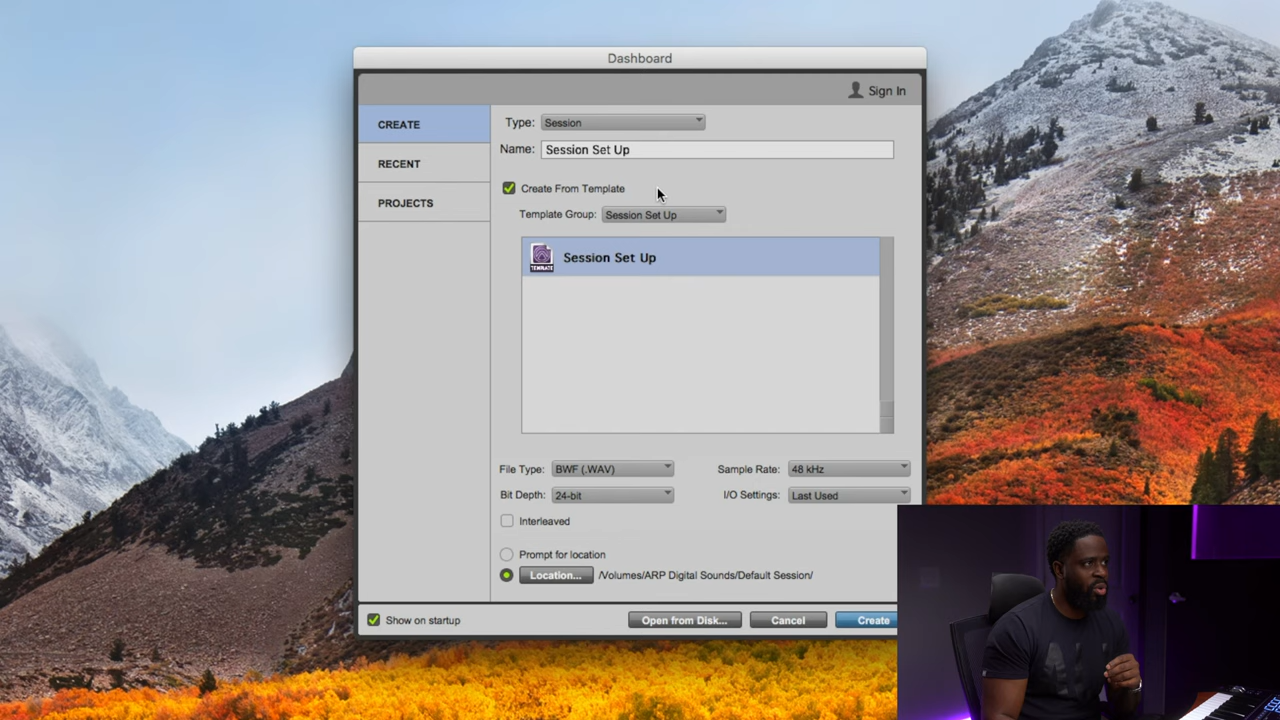 Dashboard
Sign In
CREATE
RECENT
PROJECTS
Type: Session
Name: Session Set Up
Create From Template
Template Group: Session Set Up
TEMPLATE
Session Set Up
File Type: BWF (.WAV)
Sample Rate: 48 kHz
Bit Depth: 24-bit
I/O Settings: Last Used
Interleaved
Prompt for location
Location... /Volumes/ARP Digital Sounds/Default Session/
Show on startup
Open from Disk...
Cancel
Create